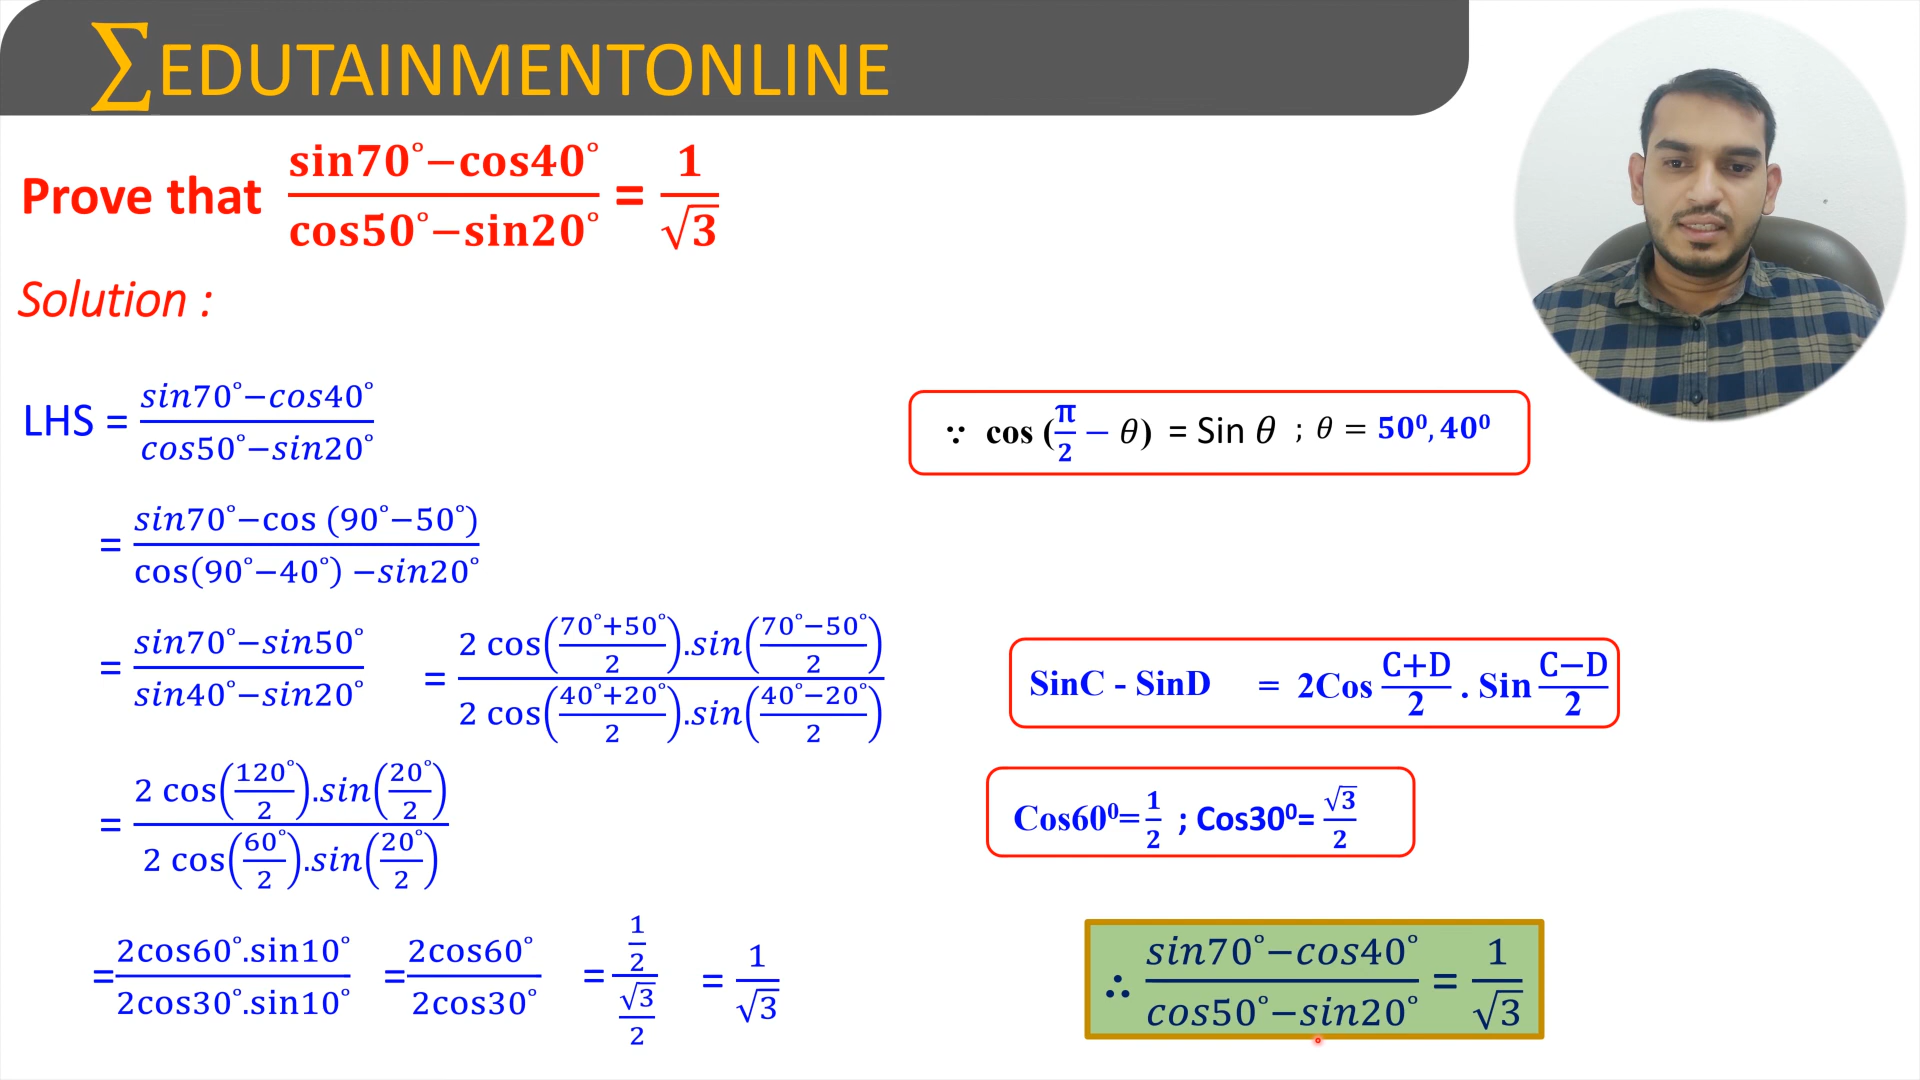 ∑EDUTAINMENTONLINE
Prove that (sin70°−cos40°)/(cos50°−sin20°) = 1/√3
Solution :
LHS = (sin70°−cos40°)/(cos50°−sin20°)
∵ cos (π/2 − θ) = Sin θ ; θ = 50⁰, 40⁰
= (sin70°−cos (90°−50°))/(cos(90°−40°) −sin20°)
= (sin70°−sin50°)/(sin40°−sin20°) = (2 cos((70°+50°)/2).sin((70°−50°)/2))/(2 cos((40°+20°)/2).sin((40°−20°)/2))
SinC - SinD = 2Cos (C+D)/2 . Sin (C−D)/2
= (2 cos(120°/2).sin(20°/2))/(2 cos(60°/2).sin(20°/2))
Cos60⁰= 1/2 ; Cos30⁰= √3/2
= (2cos60°.sin10°)/(2cos30°.sin10°) = (2cos60°)/(2cos30°) = (1/2)/(√3/2) = 1/√3
∴ (sin70°−cos40°)/(cos50°−sin20°) = 1/√3